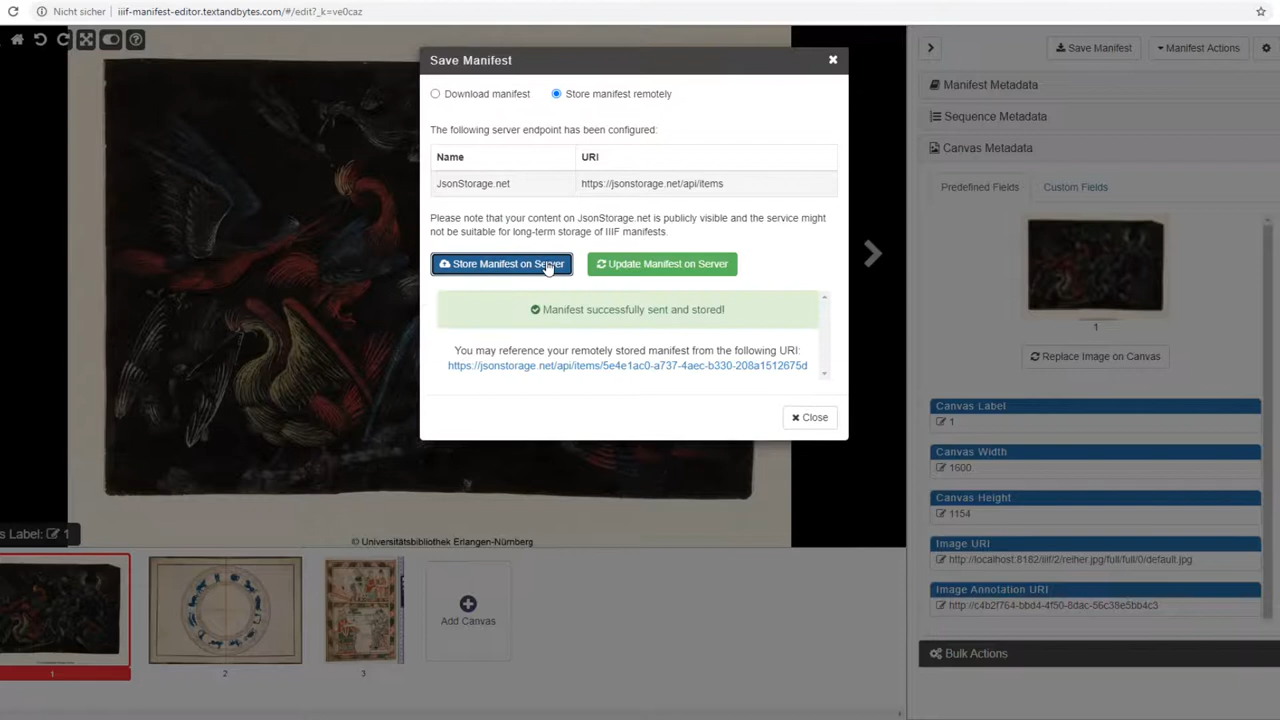 Nicht sicher iiif-manifest-editor.textandbytes.com/#/edit?_k=ve0caz
Save Manifest
Download manifest Store manifest remotely
The following server endpoint has been configured:
Name URI
JsonStorage.net https://jsonstorage.net/api/items
Please note that your content on JsonStorage.net is publicly visible and the service might
not be suitable for long-term storage of IIIF manifests.
Store Manifest on Server Update Manifest on Server
Manifest successfully sent and stored!
You may reference your remotely stored manifest from the following URI:
https://jsonstorage.net/api/items/5e4e1ac0-a737-4aec-b330-208a1512675d
Close
Save Manifest Manifest Actions
Manifest Metadata
Sequence Metadata
Canvas Metadata
Predefined Fields Custom Fields
1
Replace Image on Canvas
Canvas Label
1
Canvas Width
1600
Canvas Height
1154
Image URI
http://localhost:8182/iiif/2/reiher.jpg/full/full/0/default.jpg
Image Annotation URI
http://c4b2f764-bbd4-4f50-8dac-56c38e5bb4c3
Bulk Actions
s Label: 1
© Universitätsbibliothek Erlangen-Nürnberg
Add Canvas
1 2 3